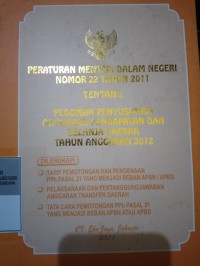 PERATURAN MENTERI DALAM NEGERI
NOMOR 22 TAHUN 2011
TENTANG
PEDOMAN PENYUSUNAN
ANGGARAN PENDAPATAN DAN
BELANJA DAERAH
TAHUN ANGGARAN 2012
DILENGKAPI :
TARIF PEMOTONGAN DAN PENGENAAN
PPh PASAL 21 YANG MENJADI BEBAN APBN / APBD
PELAKSANAAN DAN PERTANGGUNGJAWABAN
ANGGARAN TRANSFER DAERAH
TATA CARA PEMOTONGAN PPh PASAL 21
YANG MENJADI BEBAN APBN ATAU APBD